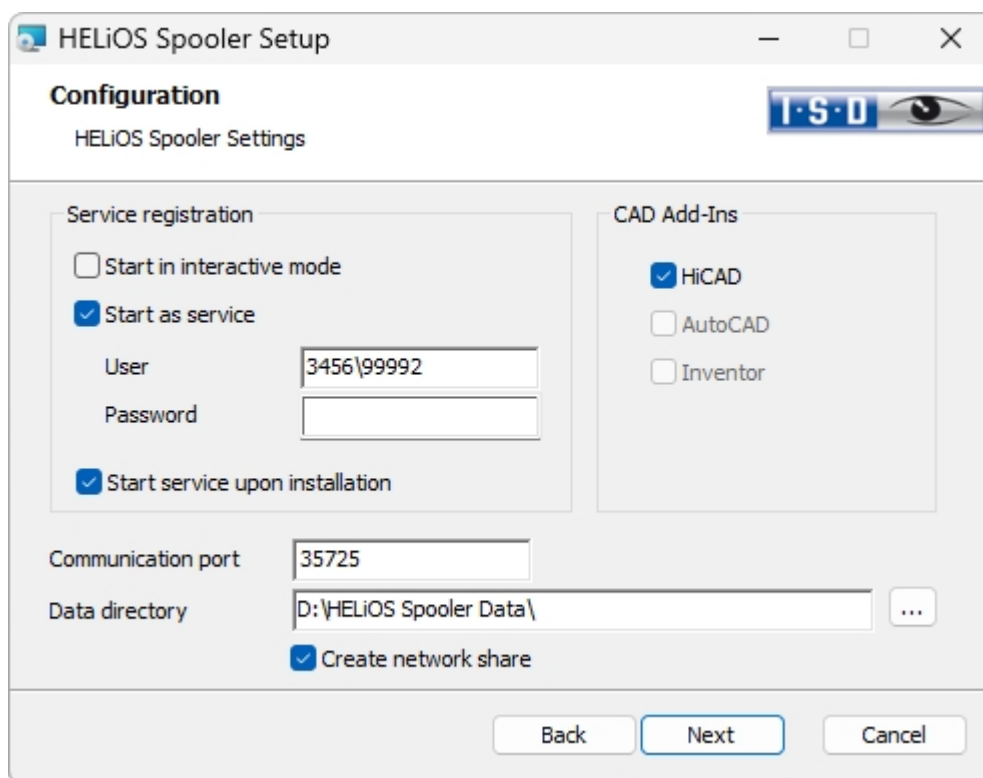 HELiOS Spooler Setup
Configuration
HELiOS Spooler Settings
I·S·D
Service registration
Start in interactive mode
Start as service
User 3456\99992
Password
Start service upon installation
CAD Add-Ins
HiCAD
AutoCAD
Inventor
Communication port 35725
Data directory D:\HELiOS Spooler Data\ ...
Create network share
Back Next Cancel